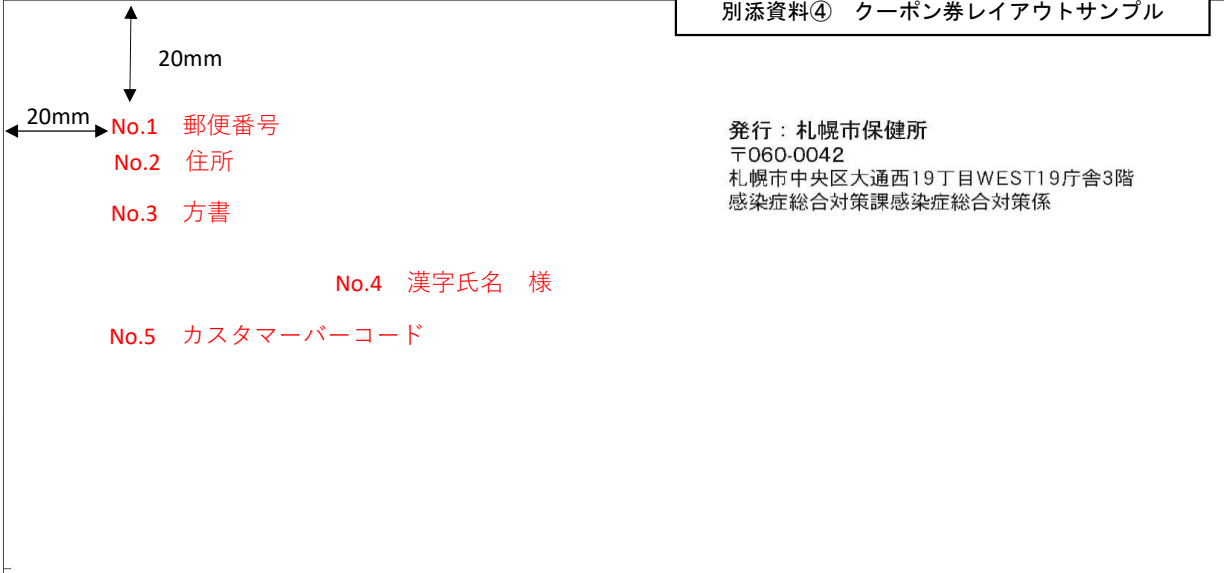 別添資料④　クーポン券レイアウトサンプル
20mm
20mm
No.1　郵便番号
No.2　住所
No.3　方書
No.4　漢字氏名　様
No.5　カスタマーバーコード
発行：札幌市保健所
〒060-0042
札幌市中央区大通西19丁目WEST19庁舎3階
感染症総合対策課感染症総合対策係